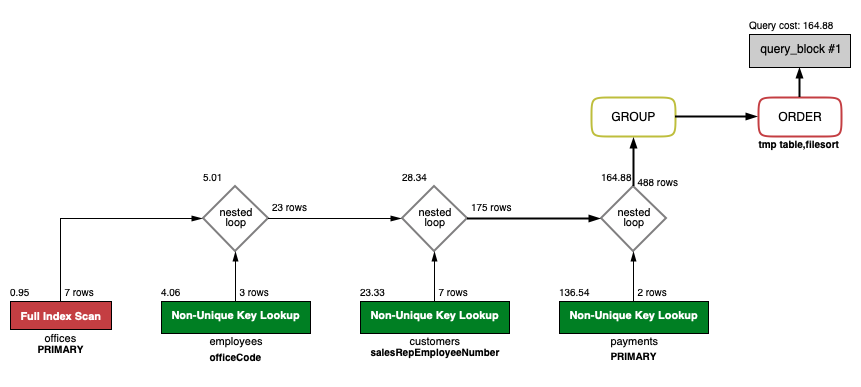 Query cost: 164.88
query_block #1
GROUP
ORDER
tmp table,filesort
5.01
28.34
164.88
488 rows
nested
loop
23 rows
nested
loop
175 rows
nested
loop
0.95
7 rows
4.06
3 rows
23.33
7 rows
136.54
2 rows
Full Index Scan
Non-Unique Key Lookup
Non-Unique Key Lookup
Non-Unique Key Lookup
offices
PRIMARY
employees
officeCode
customers
salesRepEmployeeNumber
payments
PRIMARY